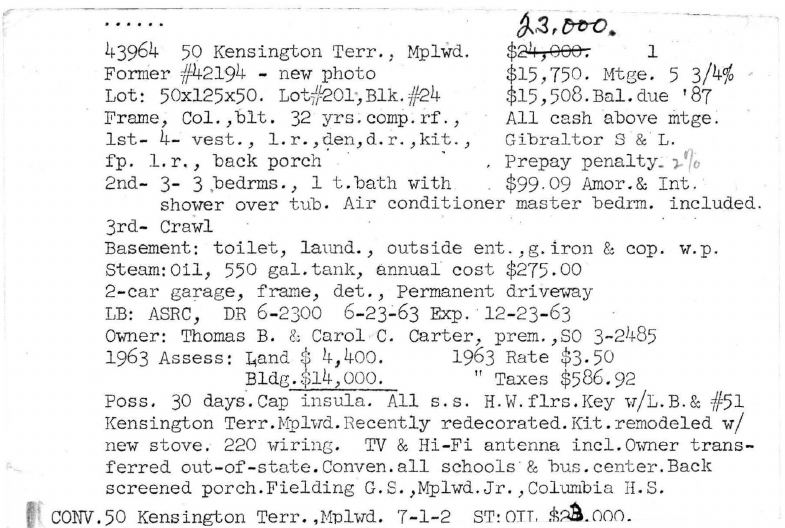 ......
23,000.
43964 50 Kensington Terr., Mplwd. $24,000. 1
Former #42194 - new photo $15,750. Mtge. 5 3/4%
Lot: 50x125x50. Lot#201,Blk.#24 $15,508.Bal.due '87
Frame, Col.,blt. 32 yrs.comp.rf., All cash above mtge.
1st- 4- vest., l.r.,den,d.r.,kit., Gibraltor S & L.
fp. l.r., back porch Prepay penalty- 2%
2nd- 3- 3 bedrms., 1 t.bath with $99.09 Amor.& Int.
shower over tub. Air conditioner master bedrm. included.
3rd- Crawl
Basement: toilet, laund., outside ent.,g.iron & cop. w.p.
Steam:Oil, 550 gal.tank, annual cost $275.00
2-car garage, frame, det., Permanent driveway
LB: ASRC, DR 6-2300 6-23-63 Exp. 12-23-63
Owner: Thomas B. & Carol C. Carter, prem.,SO 3-2485
1963 Assess: Land $ 4,400. 1963 Rate $3.50
Bldg.$14,000. " Taxes $586.92
Poss. 30 days.Cap insula. All s.s. H.W.flrs.Key w/L.B.& #51
Kensington Terr.Mplwd.Recently redecorated.Kit.remodeled w/
new stove. 220 wiring. TV & Hi-Fi antenna incl.Owner trans-
ferred out-of-state.Conven.all schools & bus.center.Back
screened porch.Fielding G.S.,Mplwd.Jr.,Columbia H.S.
CONV.50 Kensington Terr.,Mplwd. 7-1-2 ST:OIL $23.000.